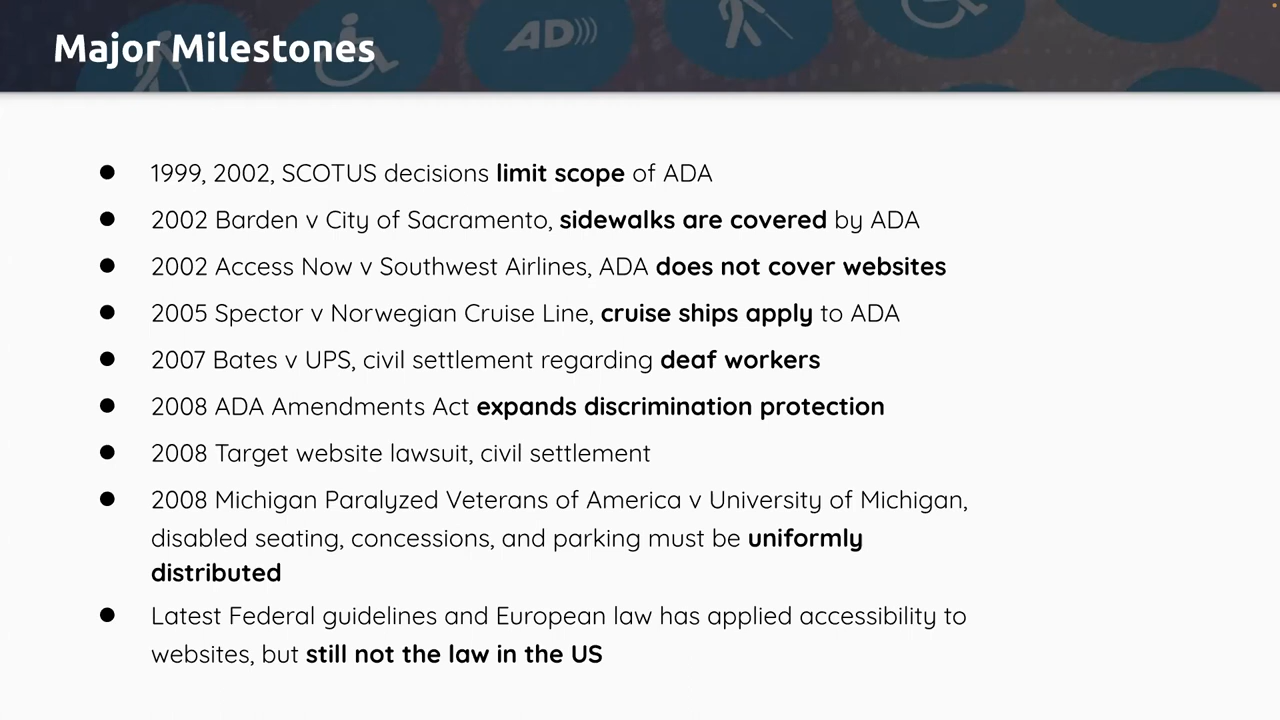 Major Milestones
AD)))
● 1999, 2002, SCOTUS decisions limit scope of ADA
● 2002 Barden v City of Sacramento, sidewalks are covered by ADA
● 2002 Access Now v Southwest Airlines, ADA does not cover websites
● 2005 Spector v Norwegian Cruise Line, cruise ships apply to ADA
● 2007 Bates v UPS, civil settlement regarding deaf workers
● 2008 ADA Amendments Act expands discrimination protection
● 2008 Target website lawsuit, civil settlement
● 2008 Michigan Paralyzed Veterans of America v University of Michigan,
disabled seating, concessions, and parking must be uniformly
distributed
● Latest Federal guidelines and European law has applied accessibility to
websites, but still not the law in the US